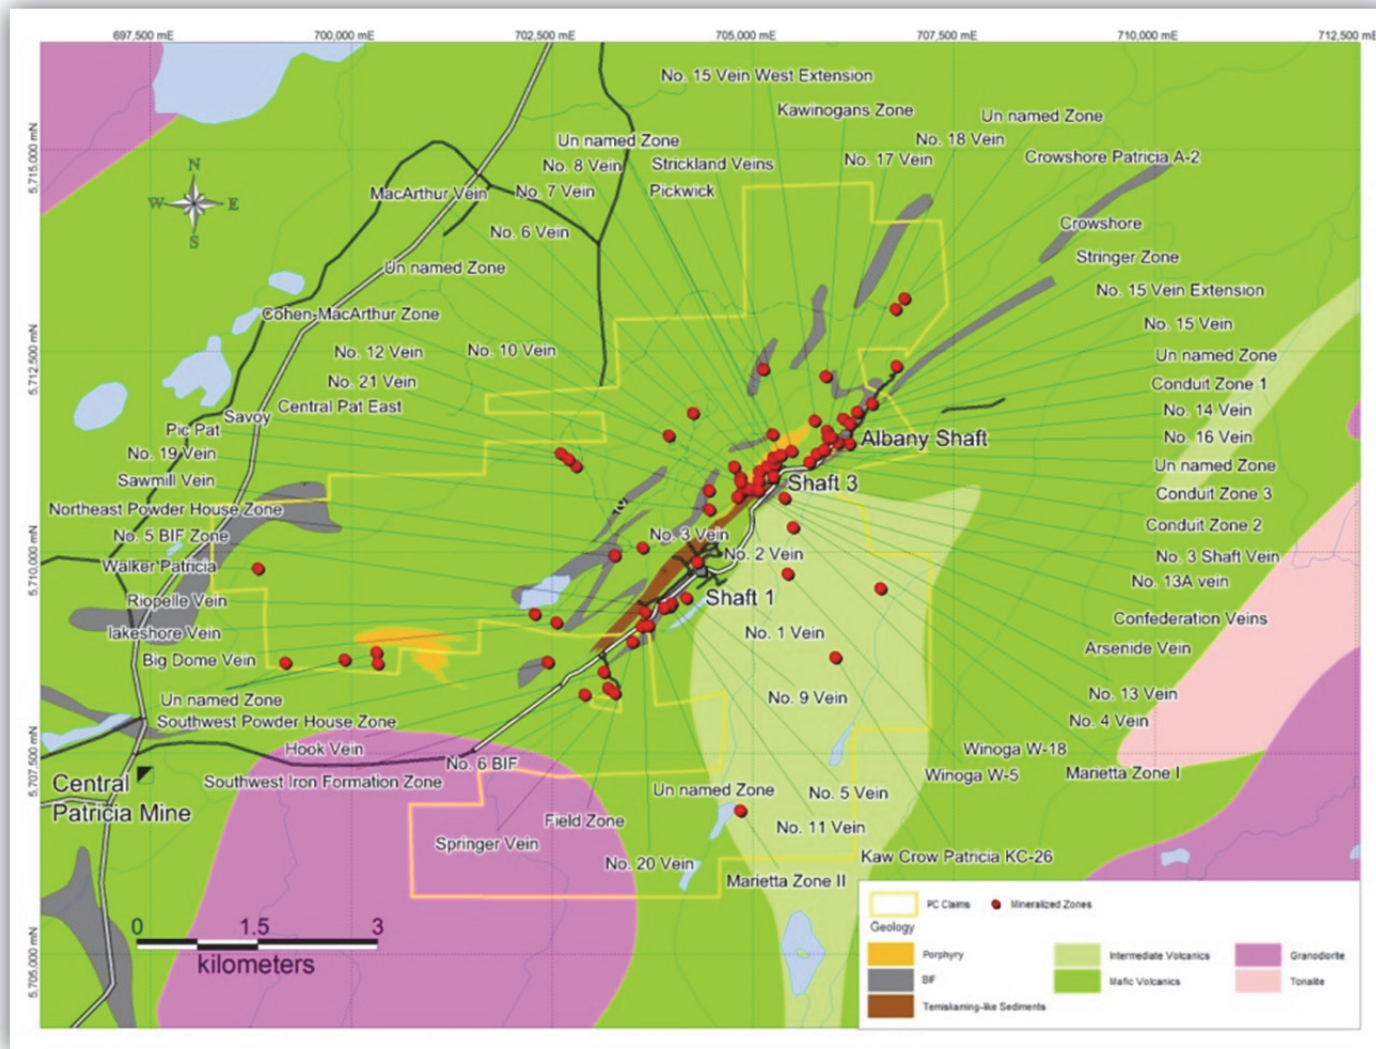 697,500 mE 700,000 mE 702,500 mE 705,000 mE 707,500 mE 710,000 mE 712,500 mE
No. 15 Vein West Extension
Kawinogans Zone
Un named Zone
Un named Zone
No. 18 Vein
5,715,000 mN
No. 8 Vein
Strickland Veins
No. 17 Vein
Crowshore Patricia A-2
N
W E
S
MacArthur Vein
No. 7 Vein
Pickwick
No. 6 Vein
Crowshore
Un named Zone
Stringer Zone
No. 15 Vein Extension
Cohen-MacArthur Zone
No. 15 Vein
5,712,500 mN
No. 12 Vein
No. 10 Vein
Un named Zone
No. 21 Vein
Conduit Zone 1
Central Pat East
No. 14 Vein
Savoy
Pic Pat
Albany Shaft
No. 16 Vein
No. 19 Vein
Un named Zone
Sawmill Vein
Shaft 3
Conduit Zone 3
Northeast Powder House Zone
Conduit Zone 2
No. 5 BIF Zone
No. 3 Vein
5,710,000 mN
No. 2 Vein
No. 3 Shaft Vein
Walker Patricia
No. 13A vein
Riopelle Vein
Shaft 1
Confederation Veins
lakeshore Vein
No. 1 Vein
Arsenide Vein
Big Dome Vein
Un named Zone
No. 9 Vein
No. 13 Vein
Southwest Powder House Zone
No. 4 Vein
5,707,500 mN
Hook Vein
Winoga W-18
No. 6 BIF
Winoga W-5
Marietta Zone I
Central
Patricia Mine
Southwest Iron Formation Zone
Un named Zone
No. 5 Vein
Field Zone
No. 11 Vein
Springer Vein
No. 20 Vein
Kaw Crow Patricia KC-26
Marietta Zone II
5,705,000 mN
0 1.5 3
kilometers
PC Claims
Mineralized Zones
Geology
Porphyry
Intermediate Volcanics
Granodiorite
BIF
Mafic Volcanics
Tonalite
Temiskaming-like Sediments